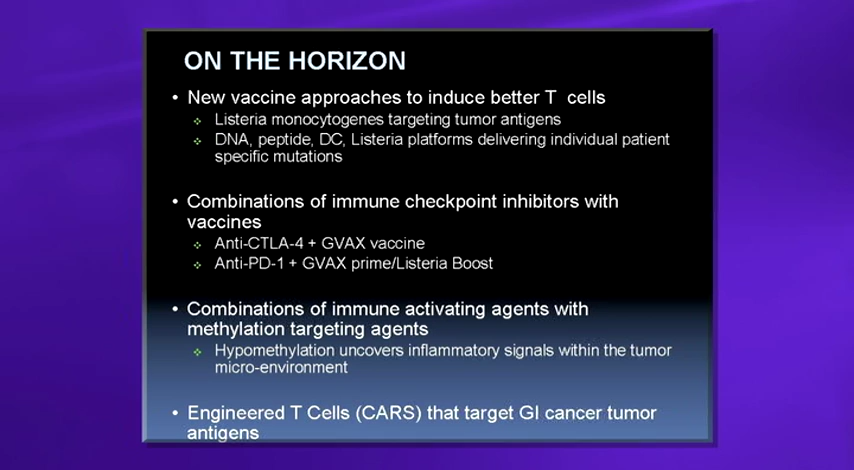 ON THE HORIZON
• New vaccine approaches to induce better T cells
❖ Listeria monocytogenes targeting tumor antigens
❖ DNA, peptide, DC, Listeria platforms delivering individual patient
specific mutations
• Combinations of immune checkpoint inhibitors with
vaccines
❖ Anti-CTLA-4 + GVAX vaccine
❖ Anti-PD-1 + GVAX prime/Listeria Boost
• Combinations of immune activating agents with
methylation targeting agents
❖ Hypomethylation uncovers inflammatory signals within the tumor
micro-environment
• Engineered T Cells (CARS) that target GI cancer tumor
antigens